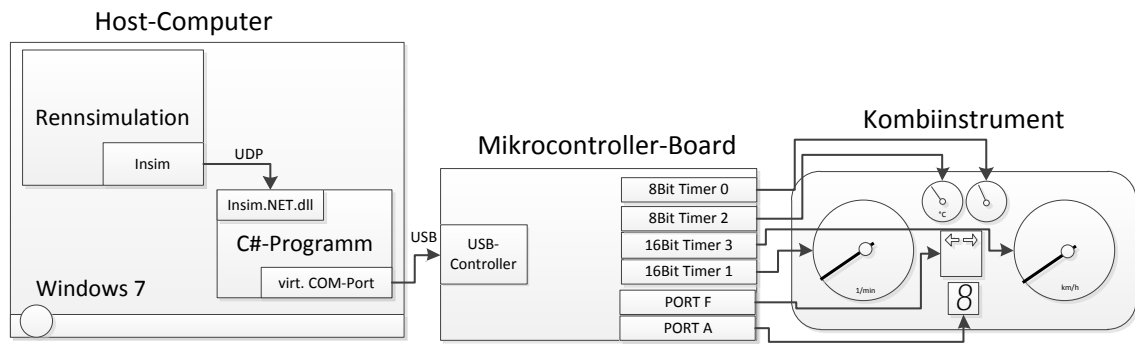 Host-Computer
Rennsimulation
Insim
UDP
Insim.NET.dll
C#-Programm
virt. COM-Port
Windows 7
USB
Mikrocontroller-Board
USB-
Controller
8Bit Timer 0
8Bit Timer 2
16Bit Timer 3
16Bit Timer 1
PORT F
PORT A
Kombiinstrument
°C
1/min
km/h
8